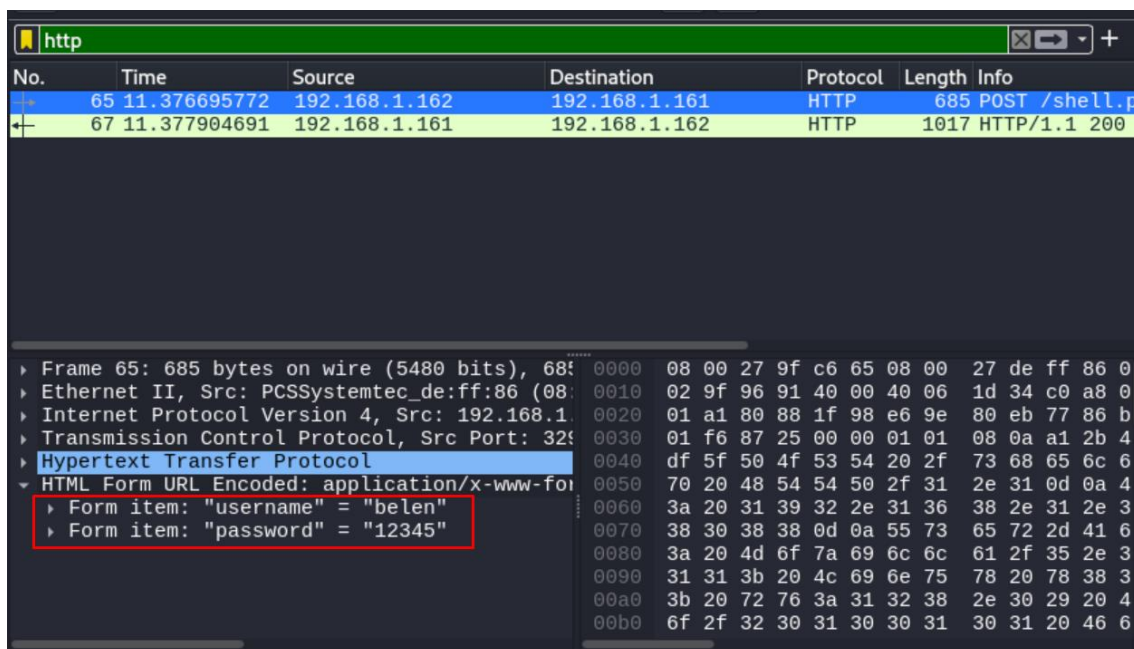 http
No. Time Source Destination Protocol Length Info
65 11.376695772 192.168.1.162 192.168.1.161 HTTP 685 POST /shell.p
67 11.377904691 192.168.1.161 192.168.1.162 HTTP 1017 HTTP/1.1 200
Frame 65: 685 bytes on wire (5480 bits), 685
Ethernet II, Src: PCSSystemtec_de:ff:86 (08:
Internet Protocol Version 4, Src: 192.168.1.
Transmission Control Protocol, Src Port: 329
Hypertext Transfer Protocol
HTML Form URL Encoded: application/x-www-for
Form item: "username" = "belen"
Form item: "password" = "12345"
0000 08 00 27 9f c6 65 08 00 27 de ff 86 0
0010 02 9f 96 91 40 00 40 06 1d 34 c0 a8 0
0020 01 a1 80 88 1f 98 e6 9e 80 eb 77 86 b
0030 01 f6 87 25 00 00 01 01 08 0a a1 2b 4
0040 df 5f 50 4f 53 54 20 2f 73 68 65 6c 6
0050 70 20 48 54 54 50 2f 31 2e 31 0d 0a 4
0060 3a 20 31 39 32 2e 31 36 38 2e 31 2e 3
0070 38 30 38 38 0d 0a 55 73 65 72 2d 41 6
0080 3a 20 4d 6f 7a 69 6c 6c 61 2f 35 2e 3
0090 31 31 3b 20 4c 69 6e 75 78 20 78 38 3
00a0 3b 20 72 76 3a 31 32 38 2e 30 29 20 4
00b0 6f 2f 32 30 31 30 30 31 30 31 20 46 6